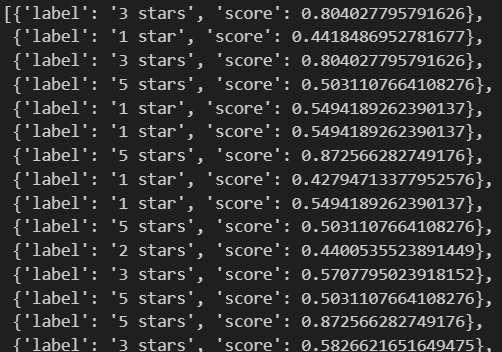 [{'label': '3 stars', 'score': 0.804027795791626},
{'label': '1 star', 'score': 0.4418486952781677},
{'label': '3 stars', 'score': 0.804027795791626},
{'label': '5 stars', 'score': 0.5031107664108276},
{'label': '1 star', 'score': 0.5494189262390137},
{'label': '1 star', 'score': 0.5494189262390137},
{'label': '5 stars', 'score': 0.872566282749176},
{'label': '1 star', 'score': 0.42794713377952576},
{'label': '1 star', 'score': 0.5494189262390137},
{'label': '5 stars', 'score': 0.5031107664108276},
{'label': '2 stars', 'score': 0.4400535523891449},
{'label': '3 stars', 'score': 0.5707795023918152},
{'label': '5 stars', 'score': 0.5031107664108276},
{'label': '5 stars', 'score': 0.872566282749176},
{'label': '3 stars', 'score': 0.5826621651649475},